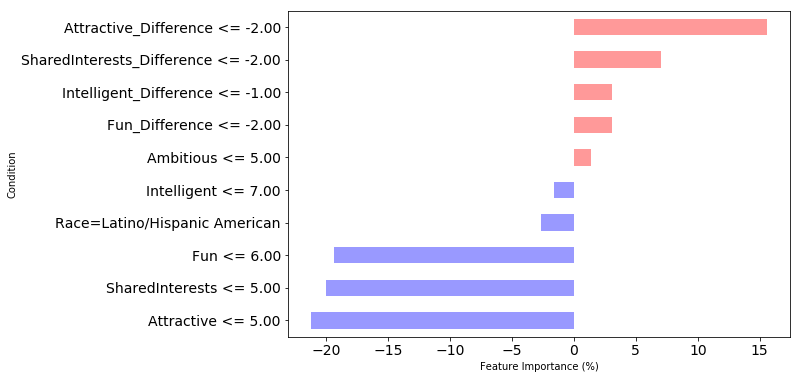 Attractive_Difference <= -2.00
SharedInterests_Difference <= -2.00
Intelligent_Difference <= -1.00
Fun_Difference <= -2.00
Ambitious <= 5.00
Intelligent <= 7.00
Race=Latino/Hispanic American
Fun <= 6.00
SharedInterests <= 5.00
Attractive <= 5.00
Condition
−20 −15 −10 −5 0 5 10 15
Feature Importance (%)